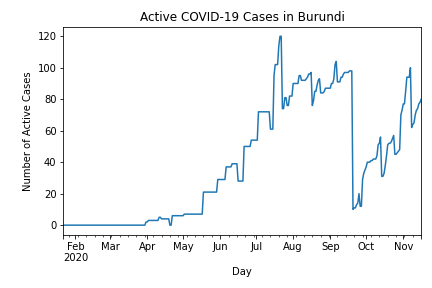 Active COVID-19 Cases in Burundi
Number of Active Cases
120
100
80
60
40
20
0
Feb Mar Apr May Jun Jul Aug Sep Oct Nov
2020
Day